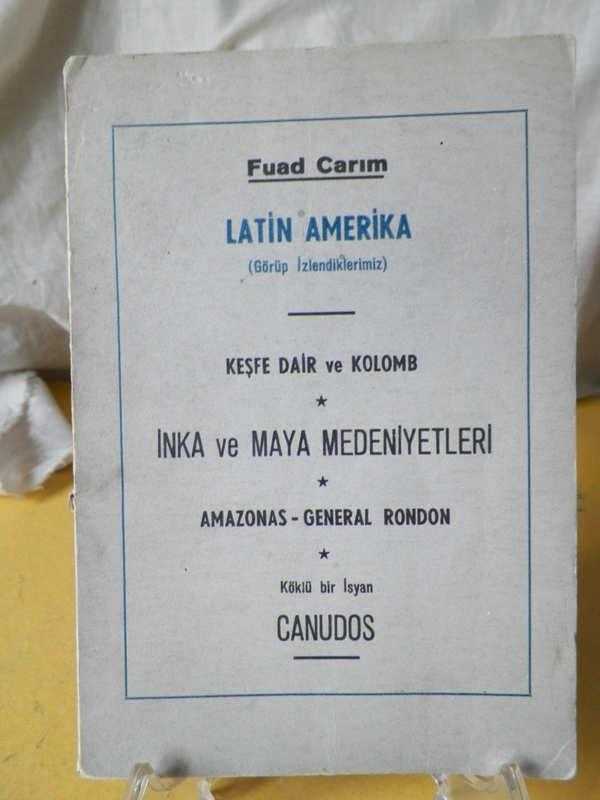 Fuad Carım
LATİN AMERİKA
(Görüp İzlendiklerimiz)
KEŞFE DAİR ve KOLOMB
★
İNKA ve MAYA MEDENİYETLERİ
★
AMAZONAS - GENERAL RONDON
★
Köklü bir İsyan
CANUDOS